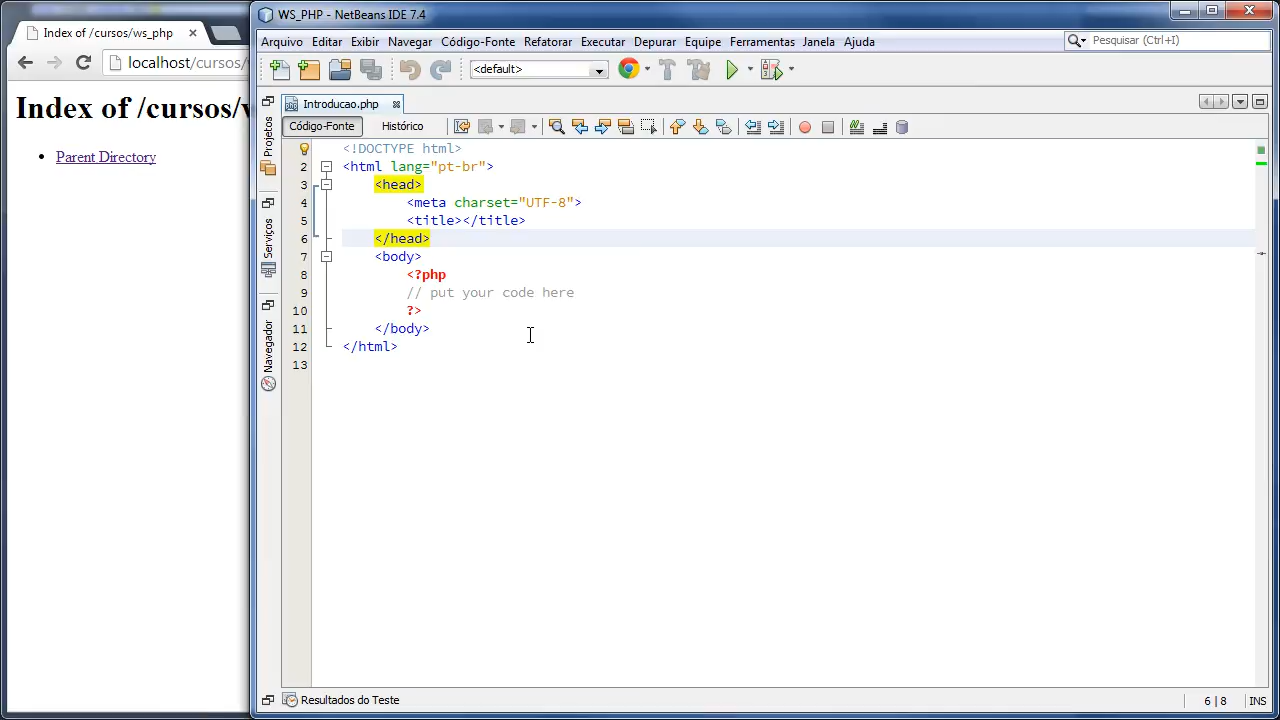 Index of /cursos/ws_php
localhost/cursos/
Index of /cursos/w
Parent Directory
WS_PHP - NetBeans IDE 7.4
Arquivo Editar Exibir Navegar Código-Fonte Refatorar Executar Depurar Equipe Ferramentas Janela Ajuda
Pesquisar (Ctrl+I)
<default>
Introducao.php
Código-Fonte Histórico
Projetos
Serviços
Navegador
<!DOCTYPE html>
2 <html lang="pt-br">
3 <head>
4 <meta charset="UTF-8">
5 <title></title>
6 </head>
7 <body>
8 <?php
9 // put your code here
10 ?>
11 </body>
12 </html>
13
Resultados do Teste
6 | 8 INS